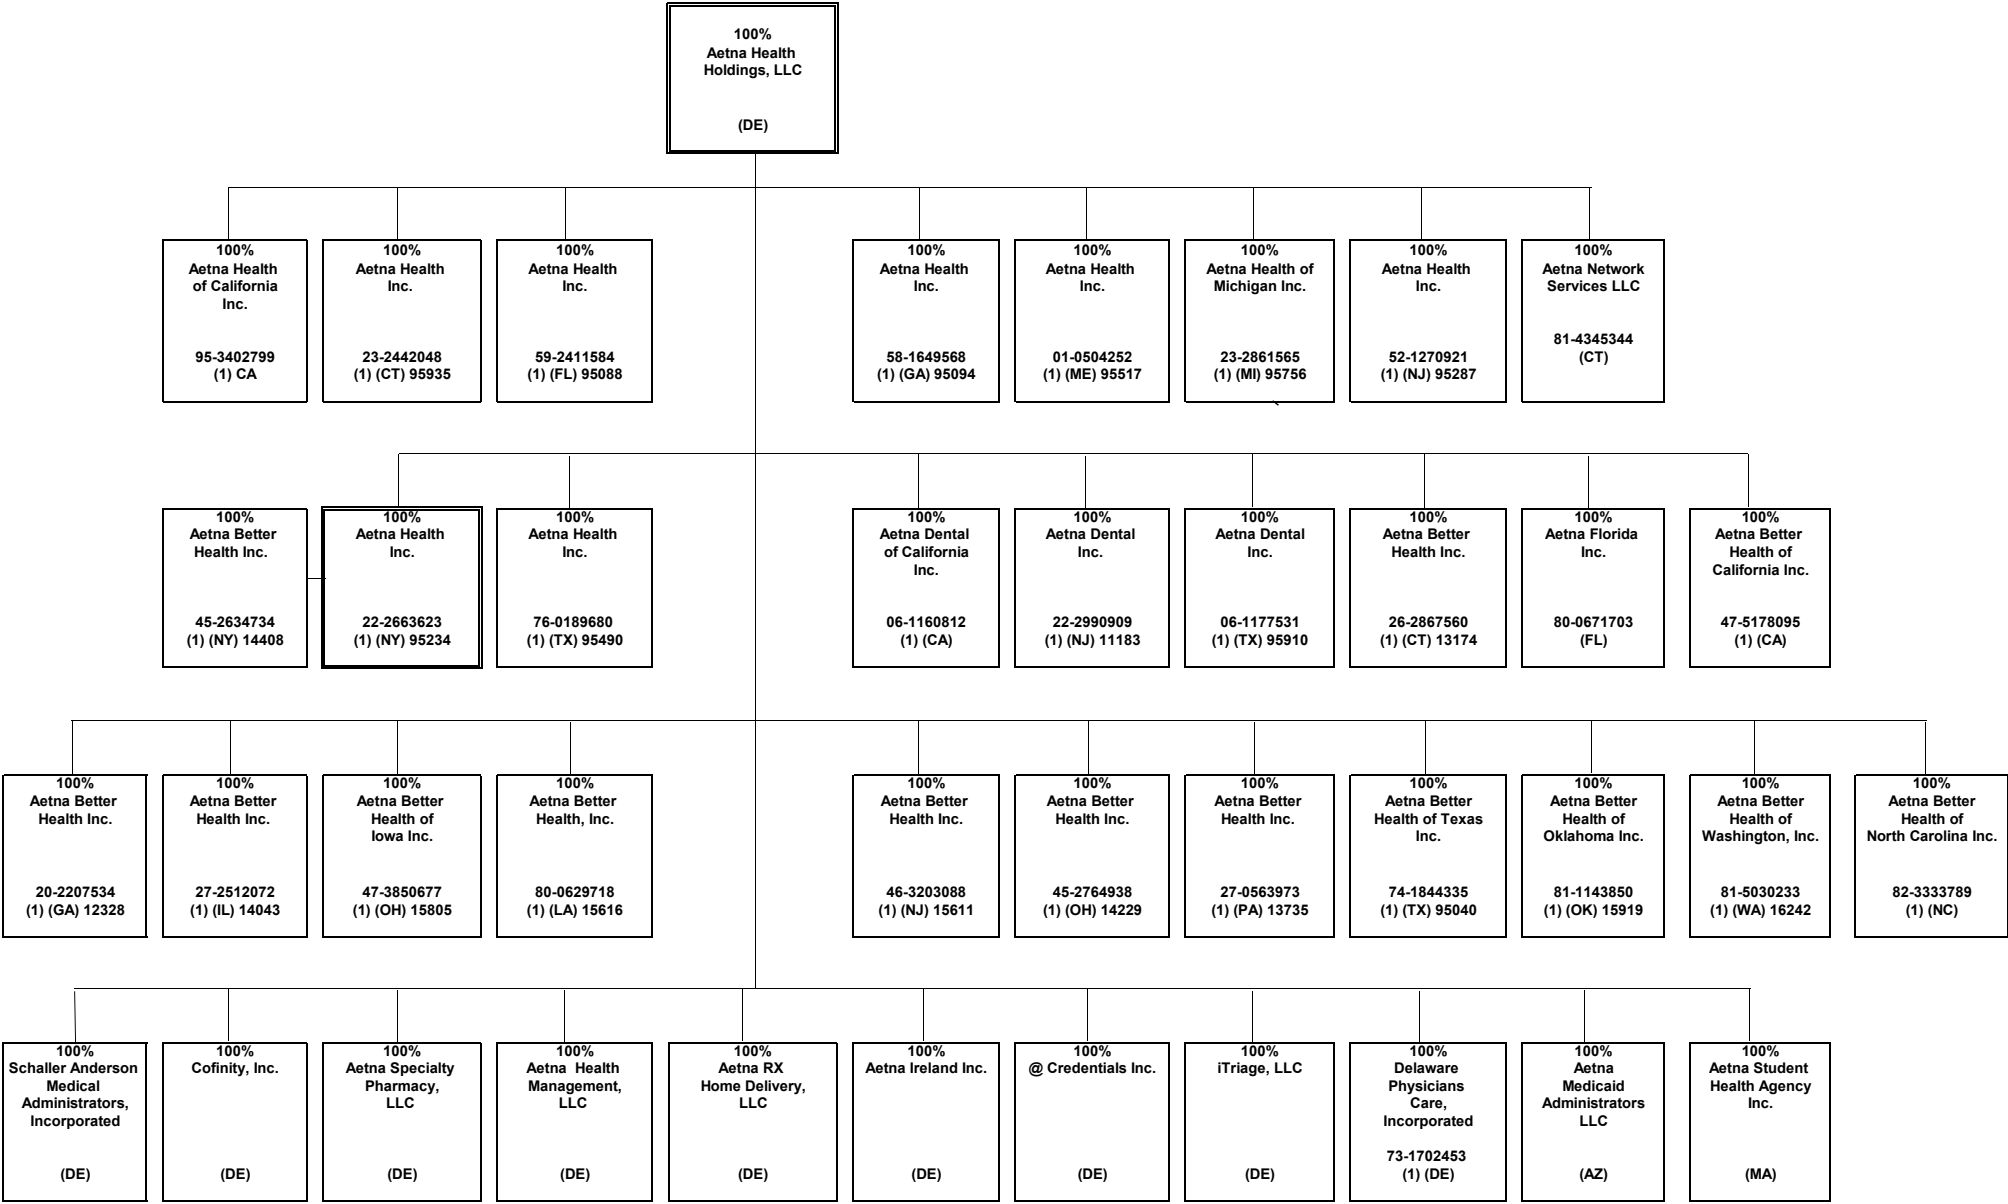 100%
Aetna Health
Holdings, LLC
(DE)
100%
Aetna Health
of California
Inc.
95-3402799
(1) CA
100%
Aetna Health
Inc.
23-2442048
(1) (CT) 95935
100%
Aetna Health
Inc.
59-2411584
(1) (FL) 95088
100%
Aetna Health
Inc.
58-1649568
(1) (GA) 95094
100%
Aetna Health
Inc.
01-0504252
(1) (ME) 95517
100%
Aetna Health of
Michigan Inc.
23-2861565
(1) (MI) 95756
100%
Aetna Health
Inc.
52-1270921
(1) (NJ) 95287
100%
Aetna Network
Services LLC
81-4345344
(CT)
100%
Aetna Better
Health Inc.
45-2634734
(1) (NY) 14408
100%
Aetna Health
Inc.
22-2663623
(1) (NY) 95234
100%
Aetna Health
Inc.
76-0189680
(1) (TX) 95490
100%
Aetna Dental
of California
Inc.
06-1160812
(1) (CA)
100%
Aetna Dental
Inc.
22-2990909
(1) (NJ) 11183
100%
Aetna Dental
Inc.
06-1177531
(1) (TX) 95910
100%
Aetna Better
Health Inc.
26-2867560
(1) (CT) 13174
100%
Aetna Florida
Inc.
80-0671703
(FL)
100%
Aetna Better
Health of
California Inc.
47-5178095
(1) (CA)
100%
Aetna Better
Health Inc.
20-2207534
(1) (GA) 12328
100%
Aetna Better
Health Inc.
27-2512072
(1) (IL) 14043
100%
Aetna Better
Health of
Iowa Inc.
47-3850677
(1) (OH) 15805
100%
Aetna Better
Health, Inc.
80-0629718
(1) (LA) 15616
100%
Aetna Better
Health Inc.
46-3203088
(1) (NJ) 15611
100%
Aetna Better
Health Inc.
45-2764938
(1) (OH) 14229
100%
Aetna Better
Health Inc.
27-0563973
(1) (PA) 13735
100%
Aetna Better
Health of Texas
Inc.
74-1844335
(1) (TX) 95040
100%
Aetna Better
Health of
Oklahoma Inc.
81-1143850
(1) (OK) 15919
100%
Aetna Better
Health of
Washington, Inc.
81-5030233
(1) (WA) 16242
100%
Aetna Better
Health of
North Carolina Inc.
82-3333789
(1) (NC)
100%
Schaller Anderson
Medical
Administrators,
Incorporated
(DE)
100%
Cofinity, Inc.
(DE)
100%
Aetna Specialty
Pharmacy,
LLC
(DE)
100%
Aetna Health
Management,
LLC
(DE)
100%
Aetna RX
Home Delivery,
LLC
(DE)
100%
Aetna Ireland Inc.
(DE)
100%
@ Credentials Inc.
(DE)
100%
iTriage, LLC
(DE)
100%
Delaware
Physicians
Care,
Incorporated
73-1702453
(1) (DE)
100%
Aetna
Medicaid
Administrators
LLC
(AZ)
100%
Aetna Student
Health Agency
Inc.
(MA)